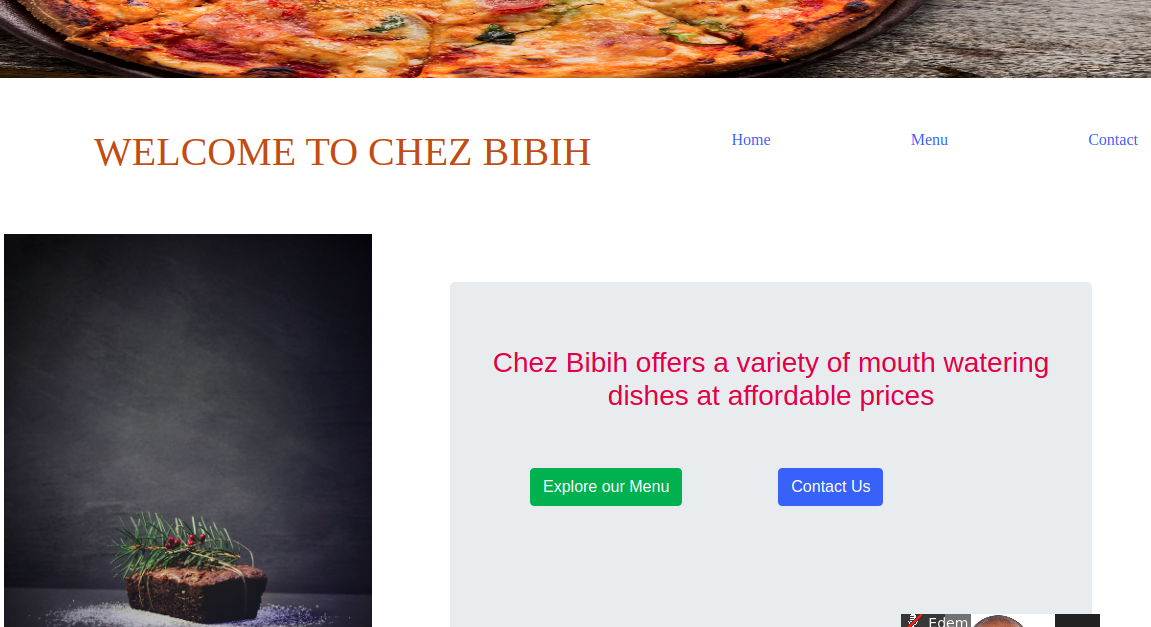 WELCOME TO CHEZ BIBIH
Home
Menu
Contact
Chez Bibih offers a variety of mouth watering
dishes at affordable prices
Explore our Menu
Contact Us
Edem